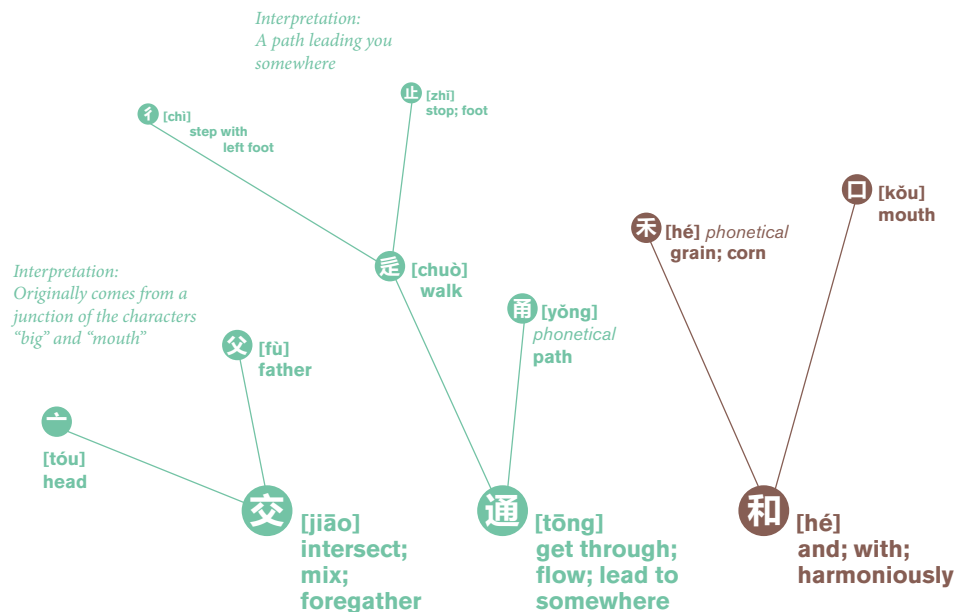 Interpretation:
A path leading you
somewhere
彳 [chì]
step with
left foot
止 [zhǐ]
stop; foot
口 [kǒu]
mouth
禾 [hé] phonetical
grain; corn
辵 [chuò]
walk
Interpretation:
Originally comes from a
junction of the characters
“big” and “mouth”
甬 [yǒng]
phonetical
path
父 [fù]
father
亠
[tóu]
head
交 [jiāo]
intersect;
mix;
foregather
通 [tōng]
get through;
flow; lead to
somewhere
和 [hé]
and; with;
harmoniously